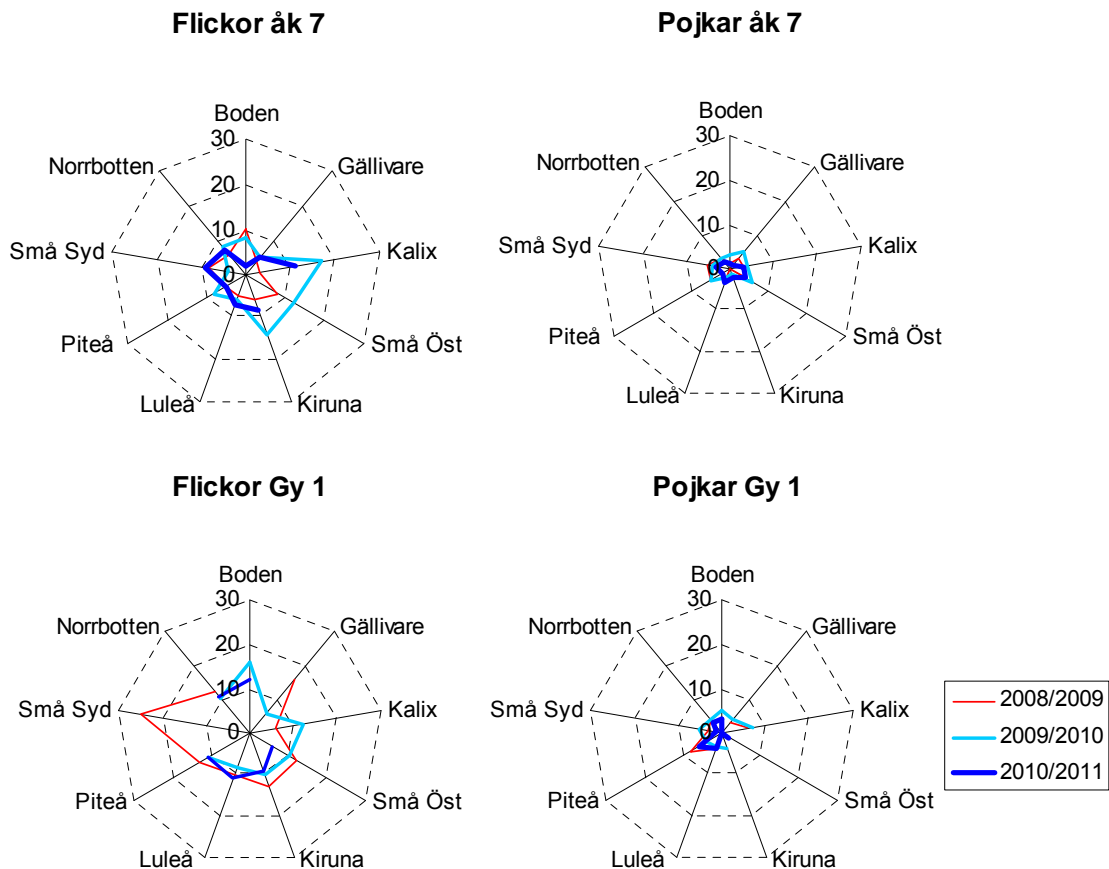 Flickor åk 7
Boden
30
Norrbotten
Gällivare
20
10
Små Syd
Kalix
0
Piteå
Små Öst
Luleå
Kiruna
Pojkar åk 7
Boden
30
Norrbotten
Gällivare
20
10
Små Syd
Kalix
0
Piteå
Små Öst
Luleå
Kiruna
Flickor Gy 1
Boden
30
Norrbotten
Gällivare
20
10
Små Syd
Kalix
0
Piteå
Små Öst
Luleå
Kiruna
Pojkar Gy 1
Boden
30
Norrbotten
Gällivare
20
10
Små Syd
Kalix
0
Piteå
Små Öst
Luleå
Kiruna
2008/2009
2009/2010
2010/2011